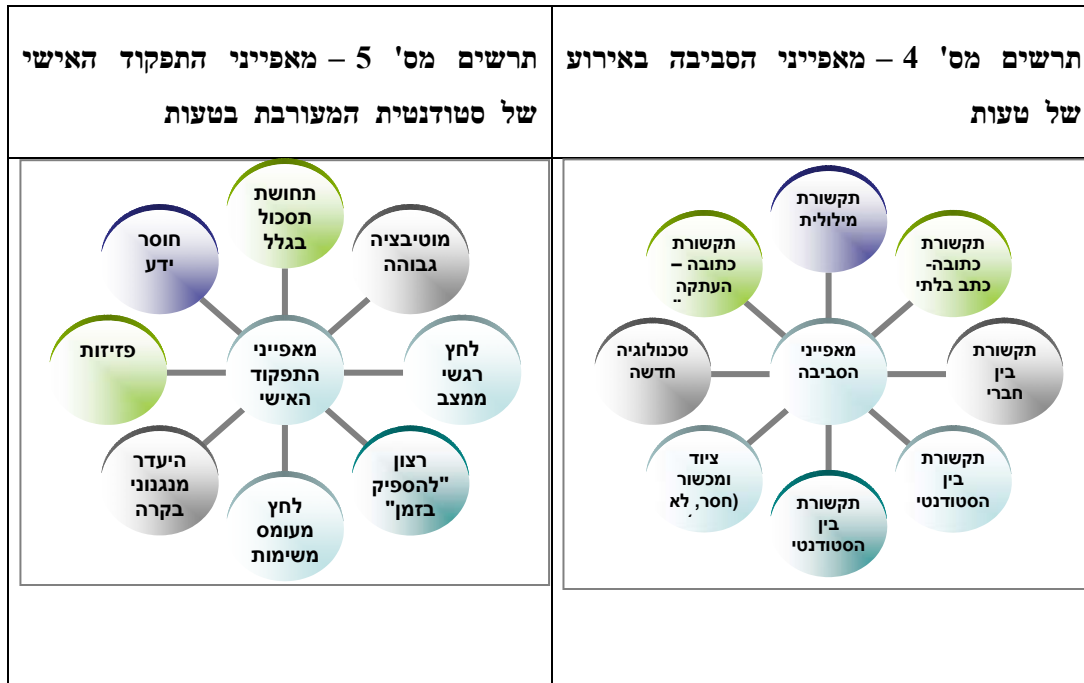 תרשים מס' 4 – מאפייני הסביבה באירוע
של טעות
תקשורת
מילולית
תקשורת
כתובה-
כתב בלתי
תקשורת
בין
חברי
תקשורת
בין
הסטודנטי
תקשורת
בין
הסטודנטי
ציוד
ומכשור
(חסר, לא
טכנולוגיה
חדשה
תקשורת
כתובה –
העתקה
מאפייני
הסביבה
תרשים מס' 5 – מאפייני התפקוד האישי
של סטודנטית המעורבת בטעות
תחושת
תסכול
בגלל
מוטיבציה
גבוהה
לחץ
רגשי
ממצב
רצון
"להספיק
בזמן"
לחץ
מעומס
משימות
היעדר
מנגנוני
בקרה
פזיזות
חוסר
ידע
מאפייני
התפקוד
האישי